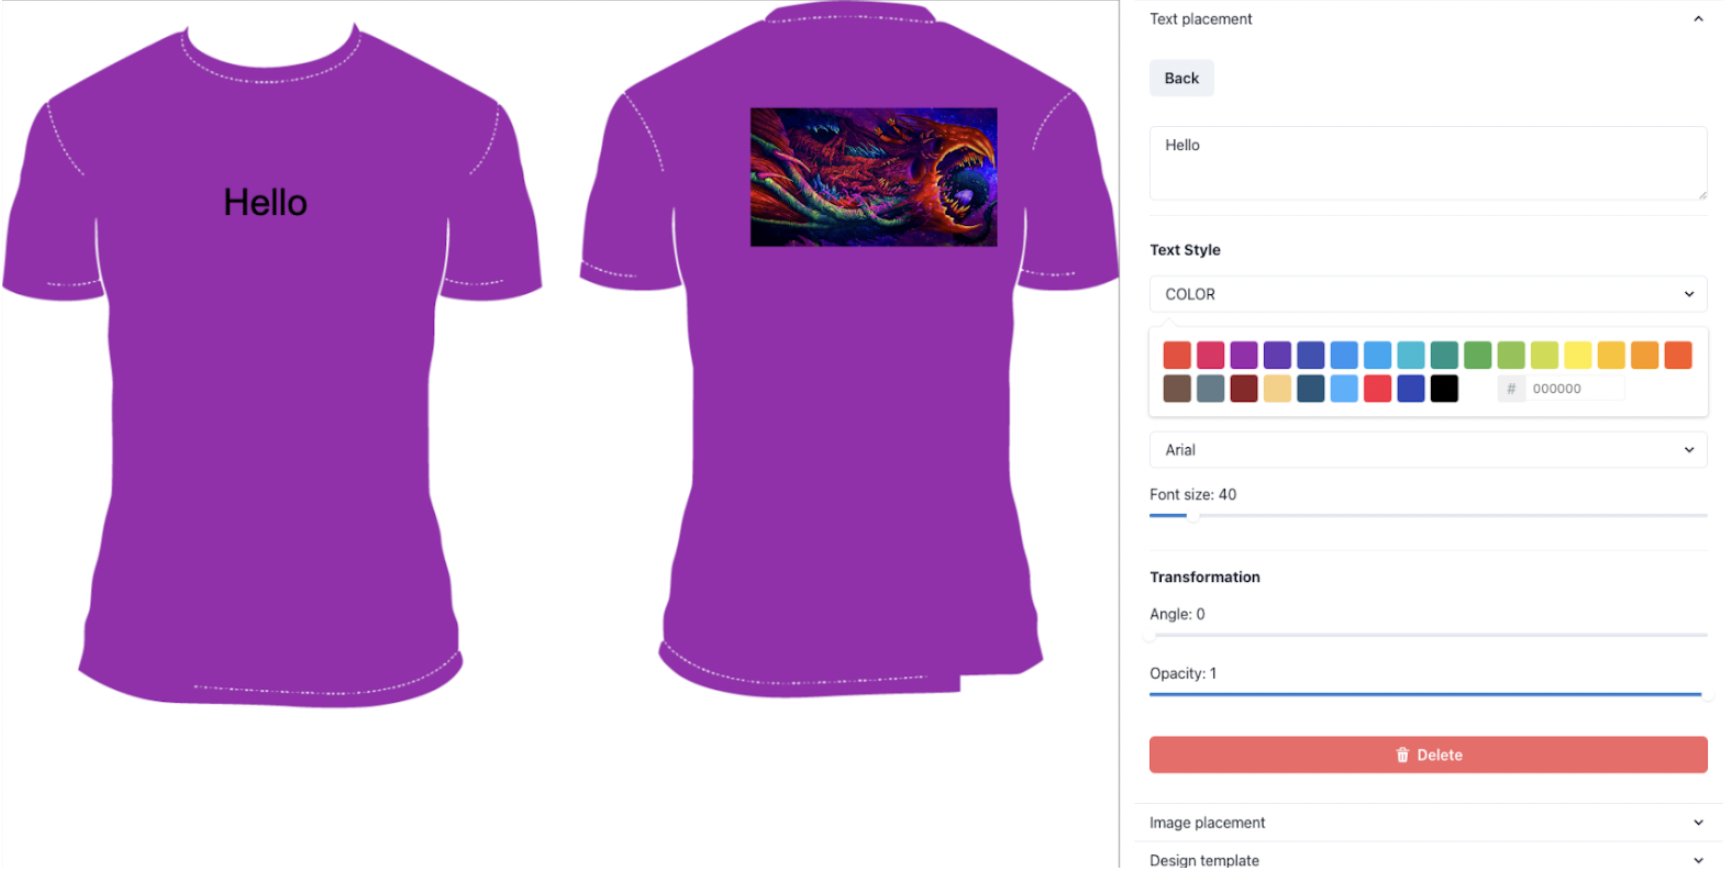 Hello
Text placement
Back
Hello
Text Style
COLOR
# 000000
Arial
Font size: 40
Transformation
Angle: 0
Opacity: 1
Delete
Image placement
Design template